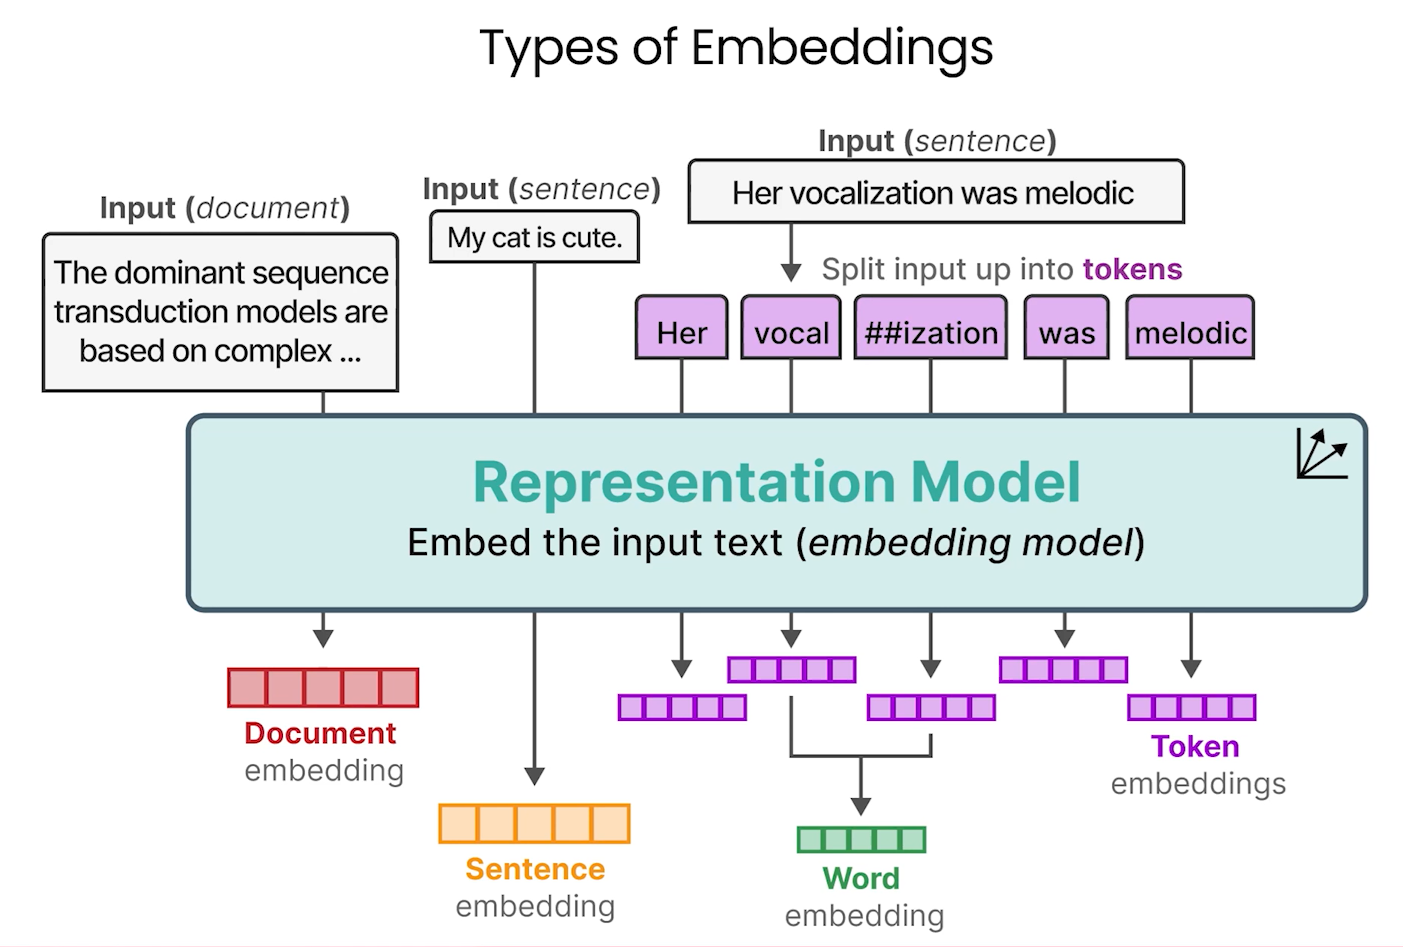 Types of Embeddings
Input (document)
The dominant sequence
transduction models are
based on complex ...
Input (sentence)
My cat is cute.
Input (sentence)
Her vocalization was melodic
Split input up into tokens
Her
vocal
##ization
was
melodic
Representation Model
Embed the input text (embedding model)
Document
embedding
Sentence
embedding
Word
embedding
Token
embeddings